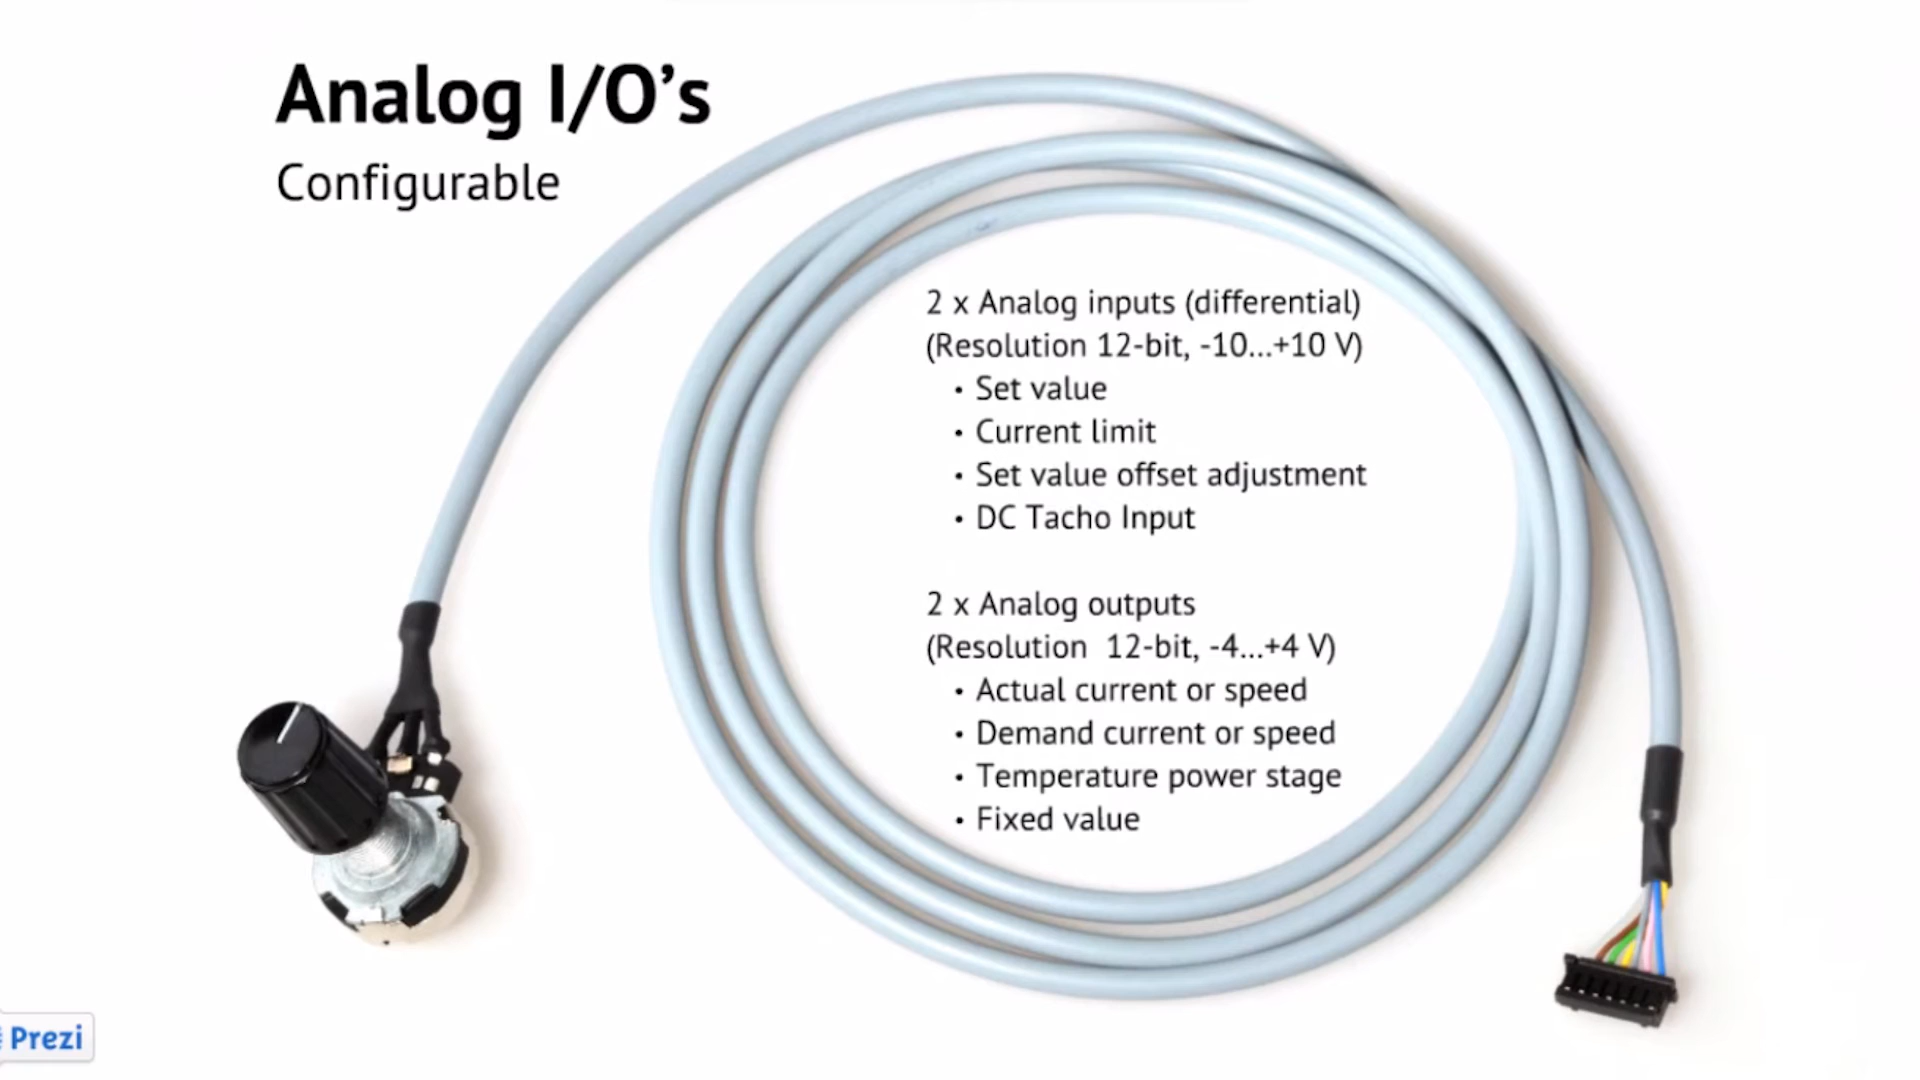 Analog I/O’s
Configurable
2 x Analog inputs (differential)
(Resolution 12-bit, -10...+10 V)
• Set value
• Current limit
• Set value offset adjustment
• DC Tacho Input
2 x Analog outputs
(Resolution  12-bit, -4...+4 V)
• Actual current or speed
• Demand current or speed
• Temperature power stage
• Fixed value
Prezi